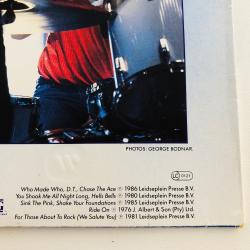 PHOTOS: GEORGE BODNAR.
LC 0121
Who Made Who, D.T., Chase The Ace ℗ 1986 Leidseplein Presse B.V.
You Shook Me All Night Long, Hells Bells ℗ 1980 Leidseplein Presse B.V.
Sink The Pink, Shake Your Foundations ℗ 1985 Leidseplein Presse B.V.
Ride On ℗ 1976 J. Albert & Son (Pty) Ltd.
For Those About To Rock (We Salute You) ℗ 1981 Leidseplein Presse B.V.